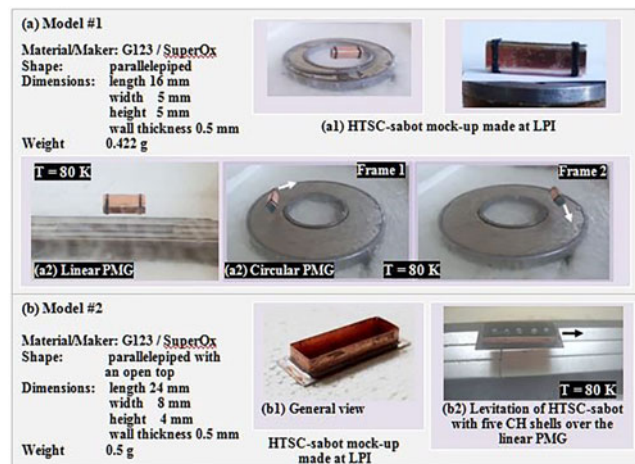 (a) Model #1
Material/Maker: G123 / SuperOx
Shape: parallelepiped
Dimensions: length 16 mm
width 5 mm
height 5 mm
wall thickness 0.5 mm
Weight 0.422 g
(a1) HTSC-sabot mock-up made at LPI
T = 80 K
(a2) Linear PMG
Frame 1
(a2) Circular PMG
Frame 2
T = 80 K
(b) Model #2
Material/Maker: G123 / SuperOx
Shape: parallelepiped with
an open top
Dimensions: length 24 mm
width 8 mm
height 4 mm
wall thickness 0.5 mm
Weight 0.5 g
(b1) General view
HTSC-sabot mock-up
made at LPI
T = 80 K
(b2) Levitation of HTSC-sabot
with five CH shells over the
linear PMG